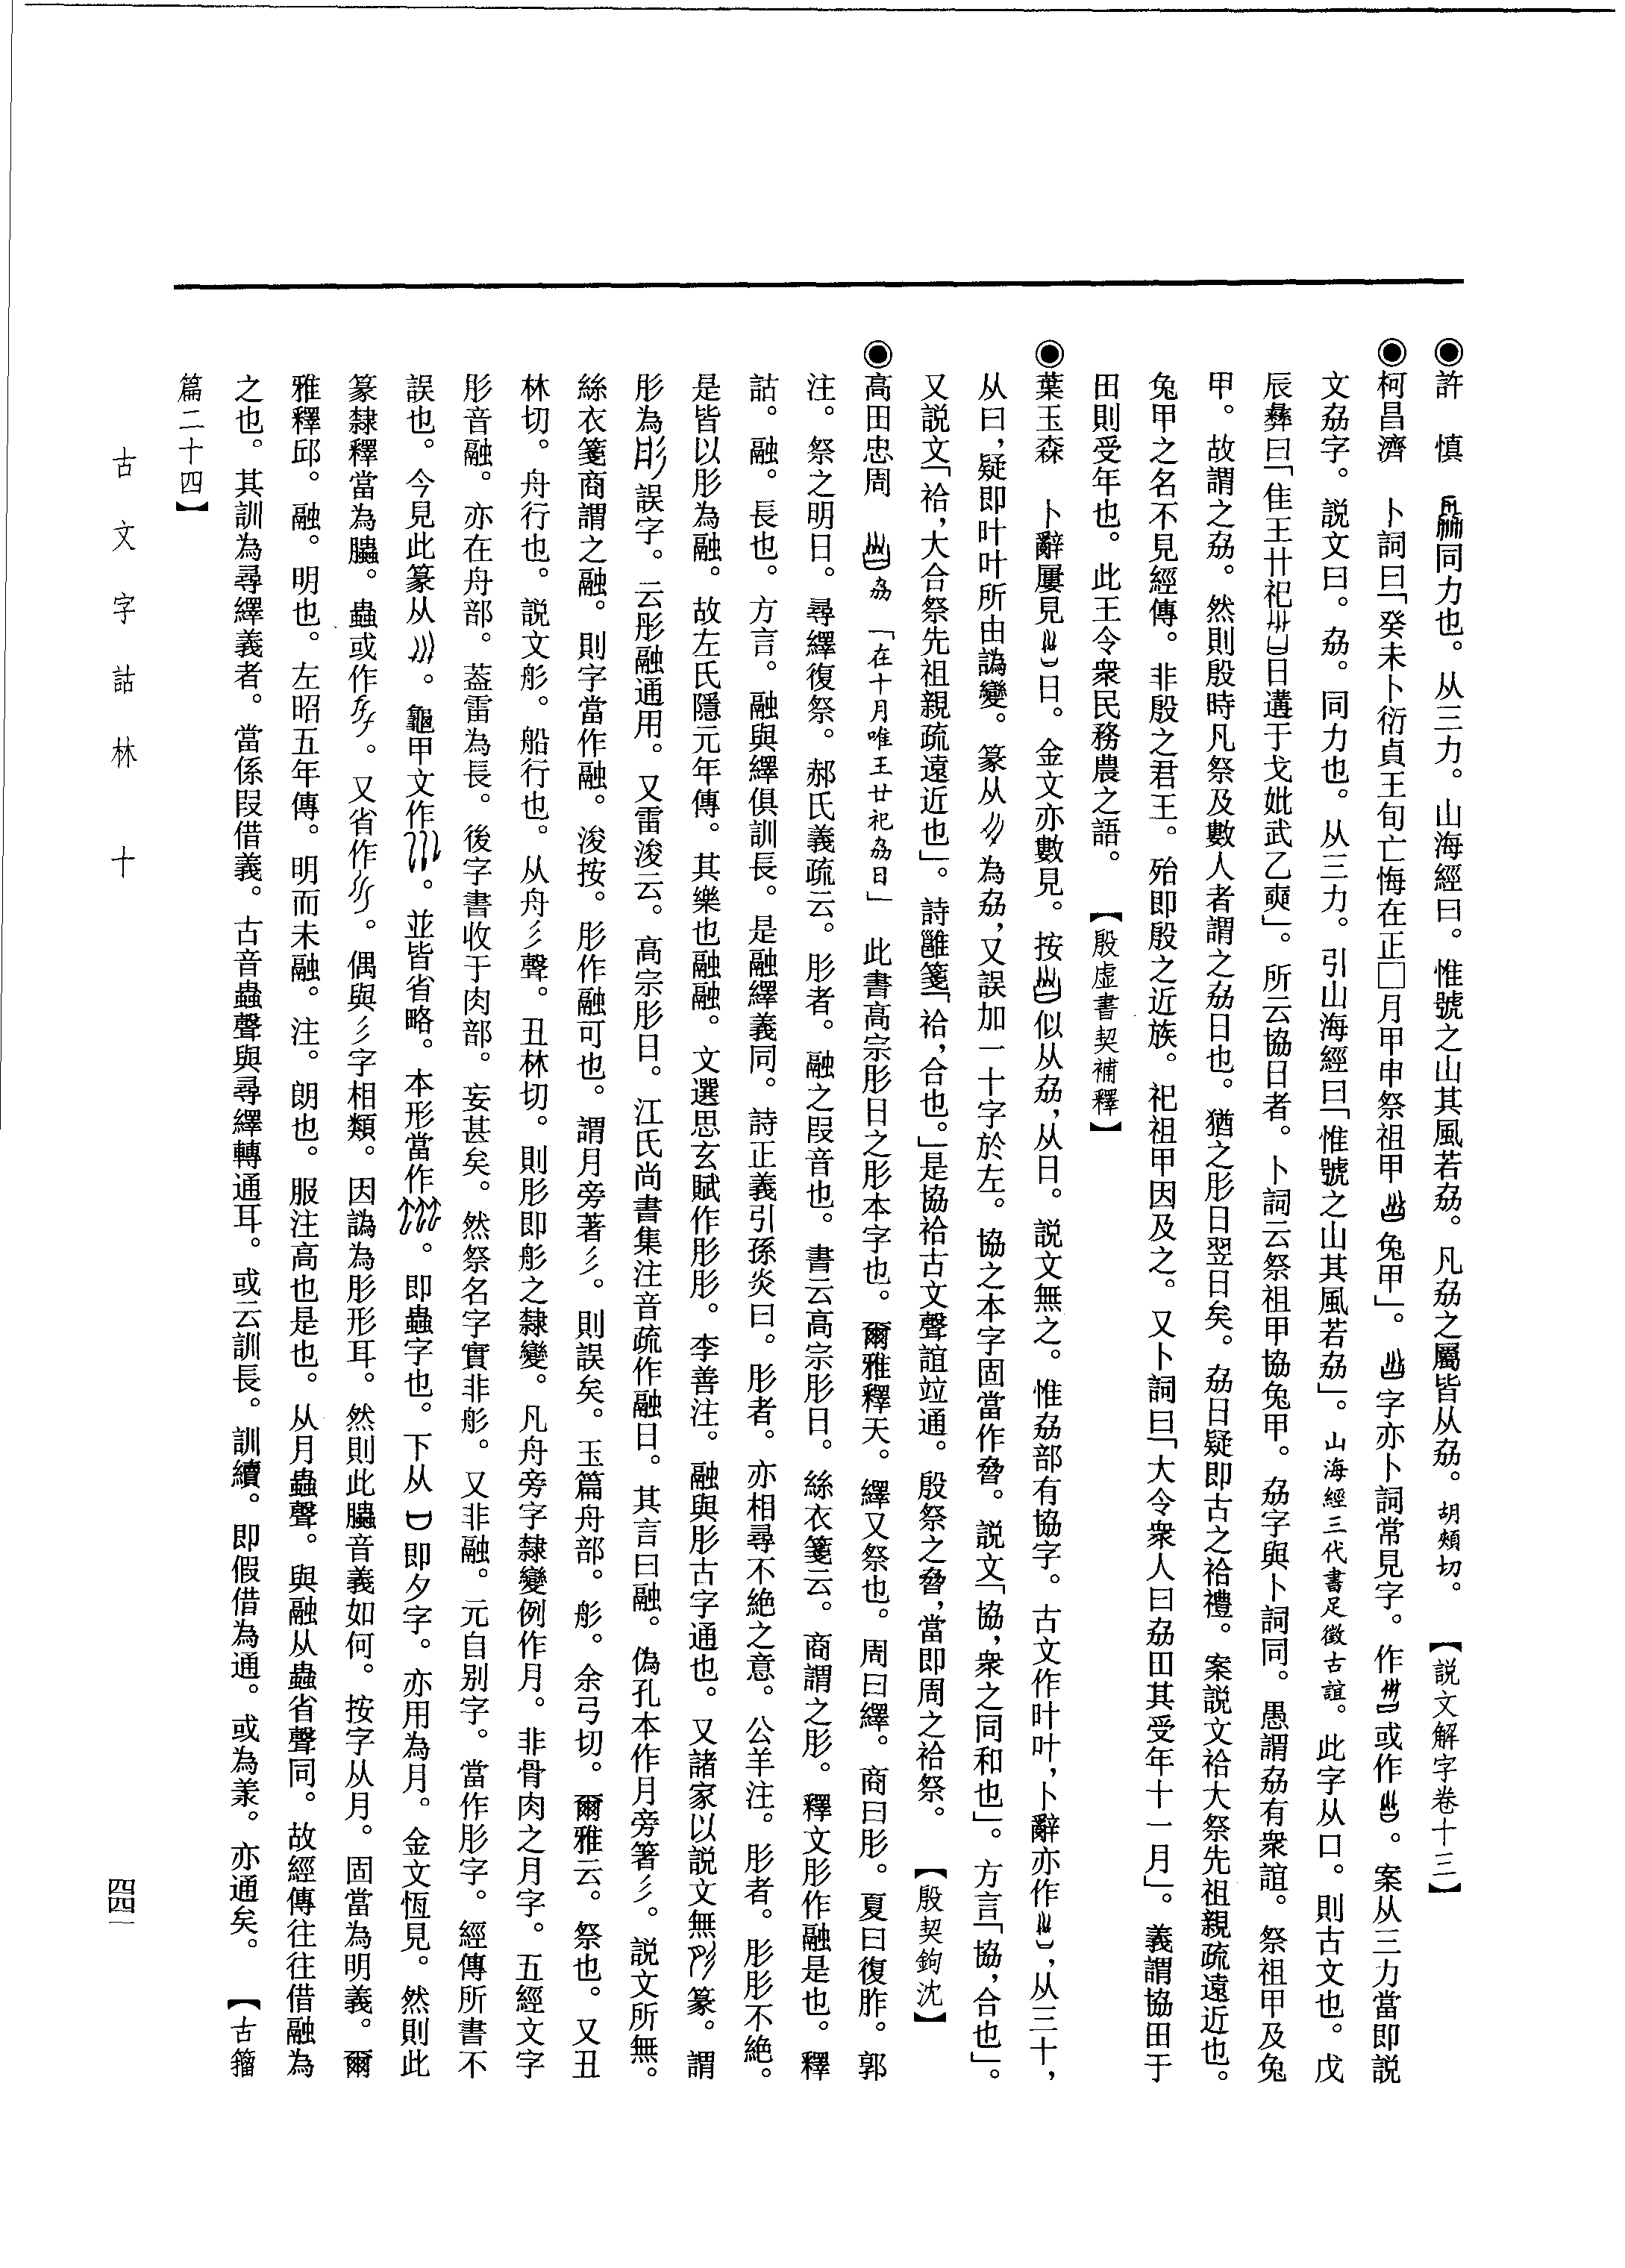 ◉許　慎　同力也。从三力。山海經曰。惟號之山其風若劦。凡劦之屬皆从劦。胡頰切。【說文解字卷十三】
◉柯昌濟　卜詞曰「癸未卜衍貞王旬亡悔在正□月甲申祭祖甲兔甲」。字亦卜詞常見字。作或作。案从三力當即說
文劦字。說文曰。劦。同力也。从三力。引山海經曰「惟號之山其風若劦」。山海經三代書足徵古誼。此字从口。則古文也。戊
辰彝曰「隹王廿祀日遘于戈妣武乙奭」。所云協日者。卜詞云祭祖甲協兔甲。劦字與卜詞同。愚謂劦有衆誼。祭祖甲及兔
甲。故謂之劦。然則殷時凡祭及數人者謂之劦日也。猶之肜日翌日矣。劦日疑即古之祫禮。案說文祫大祭先祖親疏遠近也。
兔甲之名不見經傳。非殷之君王。殆即殷之近族。祀祖甲因及之。又卜詞曰「大令衆人曰劦田其受年十一月」。義謂協田于
田則受年也。此王令衆民務農之語。【殷虛書契補釋】
◉葉玉森　卜辭屢見日。金文亦數見。按似从劦，从日。說文無之。惟劦部有協字。古文作叶叶，卜辭亦作，从三十，
从曰，疑即叶叶所由譌變。篆从為劦，又誤加一十字於左。協之本字固當作脅。說文「協，衆之同和也」。方言「協，合也」。
又說文「祫，大合祭先祖親疏遠近也」。詩雝箋「祫，合也。」是協祫古文聲誼竝通。殷祭之脅，當即周之祫祭。【殷契鉤沈】
◉高田忠周　劦　「在十月唯王廿祀劦日」　此書高宗肜日之肜本字也。爾雅釋天。繹又祭也。周曰繹。商曰肜。夏曰復胙。郭
注。祭之明日。尋繹復祭。郝氏義疏云。肜者。融之叚音也。書云高宗肜日。絲衣箋云。商謂之肜。釋文肜作融是也。釋
詁。融。長也。方言。融與繹俱訓長。是融繹義同。詩正義引孫炎曰。肜者。亦相尋不絶之意。公羊注。肜者。肜肜不絶。
是皆以肜為融。故左氏隱元年傳。其樂也融融。文選思玄賦作肜肜。李善注。融與肜古字通也。又諸家以說文無篆。謂
肜為誤字。云肜融通用。又雷浚云。高宗肜日。江氏尚書集注音疏作融日。其言曰融。偽孔本作月旁箸彡。說文所無。
絲衣箋商謂之融。則字當作融。浚按。肜作融可也。謂月旁著彡。則誤矣。玉篇舟部。彤。余弓切。爾雅云。祭也。又丑
林切。舟行也。說文彤。船行也。从舟彡聲。丑林切。則肜即彤之隸變。凡舟旁字隸變例作月。非骨肉之月字。五經文字
肜音融。亦在舟部。葢雷為長。後字書收于肉部。妄甚矣。然祭名字實非彤。又非融。元自别字。當作肜字。經傳所書不
誤也。今見此篆从。龜甲文作。並皆省略。本形當作。即蟲字也。下从即夕字。亦用為月。金文恆見。然則此
篆隸釋當為。蟲或作。又省作。偶與彡字相類。因譌為肜形耳。然則此音義如何。按字从月。固當為明義。爾
雅釋邱。融。明也。左昭五年傳。明而未融。注。朗也。服注高也是也。从月蟲聲。與融从蟲省聲同。故經傳往往借融為
之也。其訓為尋繹義者。當係叚借義。古音蟲聲與尋繹轉通耳。或云訓長。訓續。即假借為通。或為羕。亦通矣。【古籀
篇二十四】
古文字詁林　十
四四一